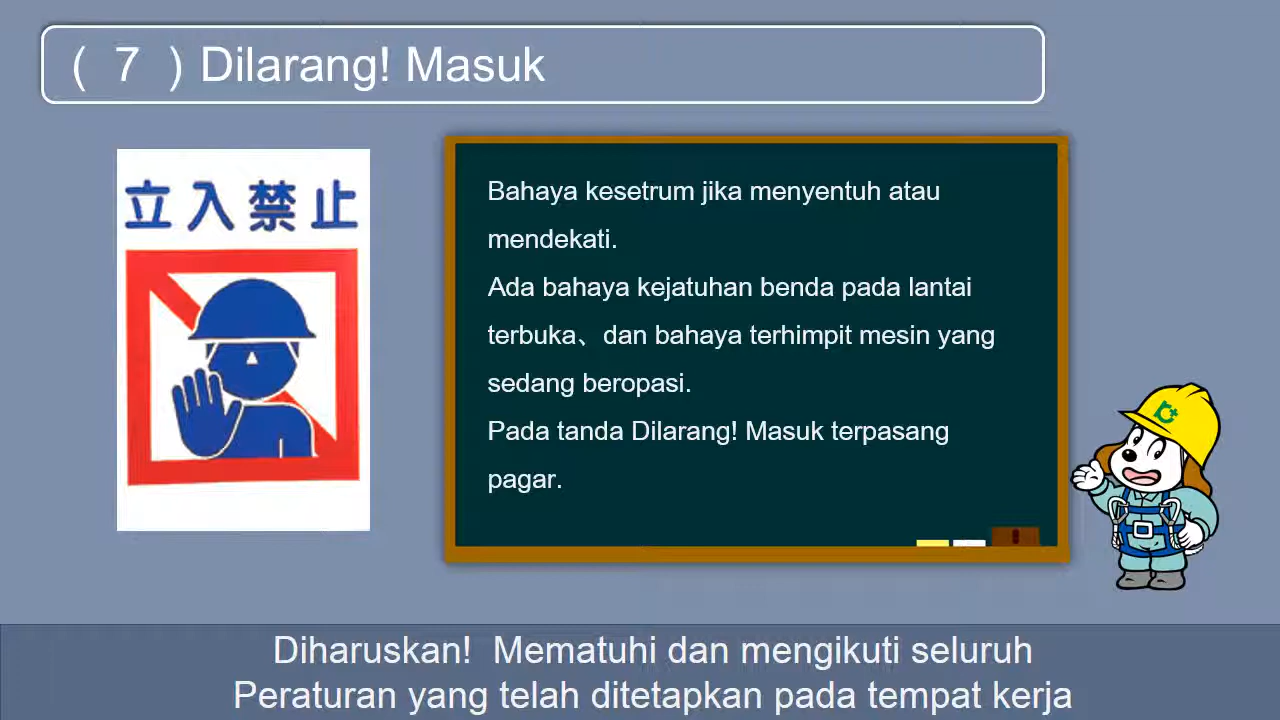 ( 7 ) Dilarang! Masuk
立入禁止
Bahaya kesetrum jika menyentuh atau
mendekati.
Ada bahaya kejatuhan benda pada lantai
terbuka、dan bahaya terhimpit mesin yang
sedang beropasi.
Pada tanda Dilarang! Masuk terpasang
pagar.
Diharuskan! Mematuhi dan mengikuti seluruh
Peraturan yang telah ditetapkan pada tempat kerja